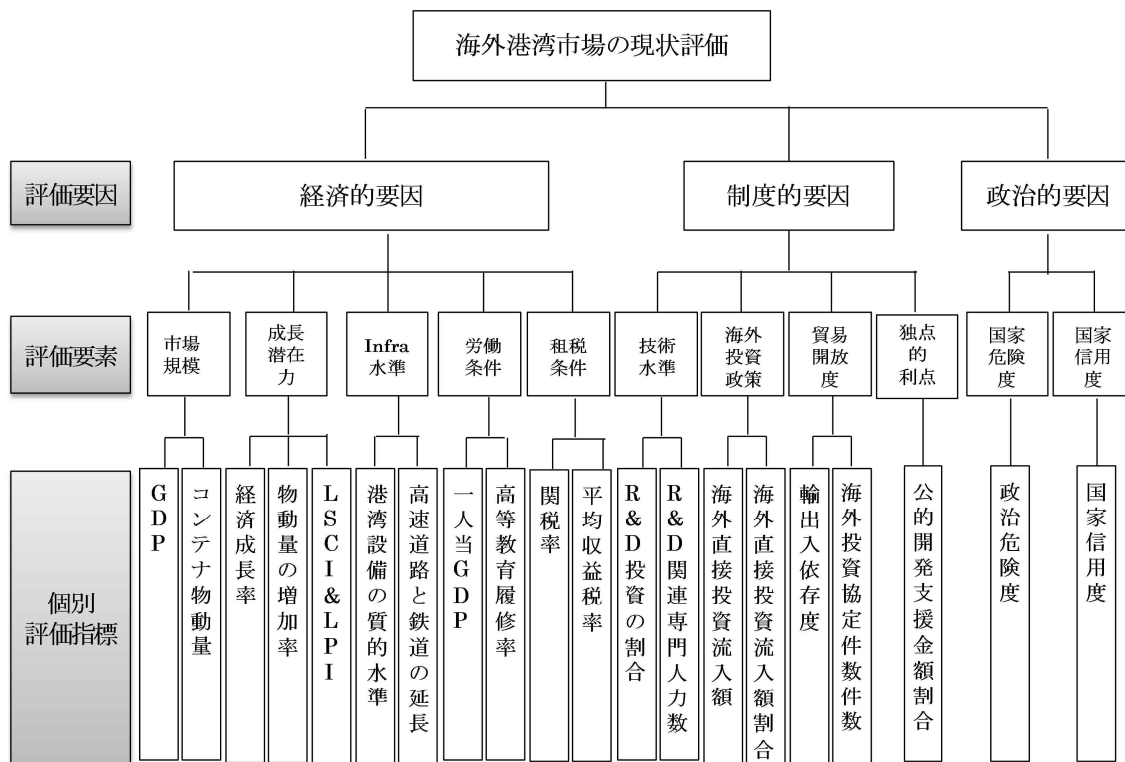 海外港湾市場の現状評価
評価要因
経済的要因
制度的要因
政治的要因
評価要素
市場
規模
成長
潜在
力
Infra
水準
労働
条件
租税
条件
技術
水準
海外
投資
政策
貿易
開放
度
独点
的
利点
国家
危険
度
国家
信用
度
個別
評価指標
GDP
コンテナ物動量
経済成長率
物動量の増加率
LSCI&LPI
港湾設備の質的水準
高速道路と鉄道の延長
一人当GDP
高等教育履修率
関税率
平均収益税率
R&D投資の割合
R&D関連専門人力数
海外直接投資流入額
海外直接投資流入額割合
輸出入依存度
海外投資協定件数件数
公的開発支援金額割合
政治危険度
国家信用度